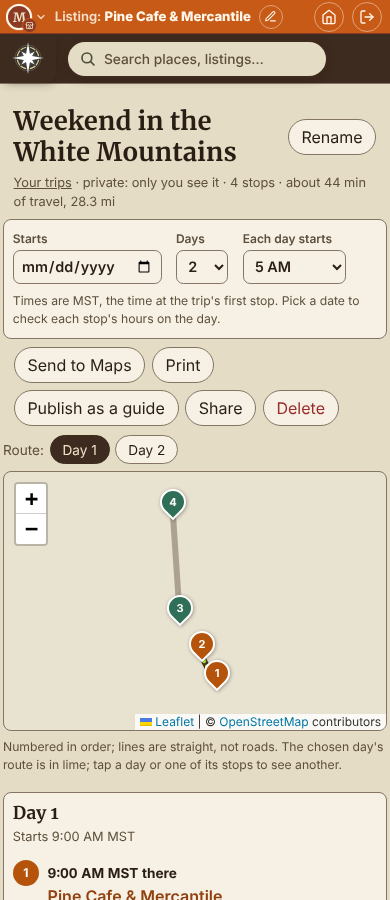 M Listing: Pine Cafe & Mercantile
Search places, listings...
Weekend in the
White Mountains
Rename
Your trips · private: only you see it · 4 stops · about 44 min
of travel, 28.3 mi
Starts Days Each day starts
mm/dd/yyyy 2 5 AM
Times are MST, the time at the trip's first stop. Pick a date to
check each stop's hours on the day.
Send to Maps Print
Publish as a guide Share Delete
Route: Day 1 Day 2
+
−
4
3
2
1
Leaflet | © OpenStreetMap contributors
Numbered in order; lines are straight, not roads. The chosen day's
route is in lime; tap a day or one of its stops to see another.
Day 1
Starts 9:00 AM MST
1 9:00 AM MST there
Pine Cafe & Mercantile